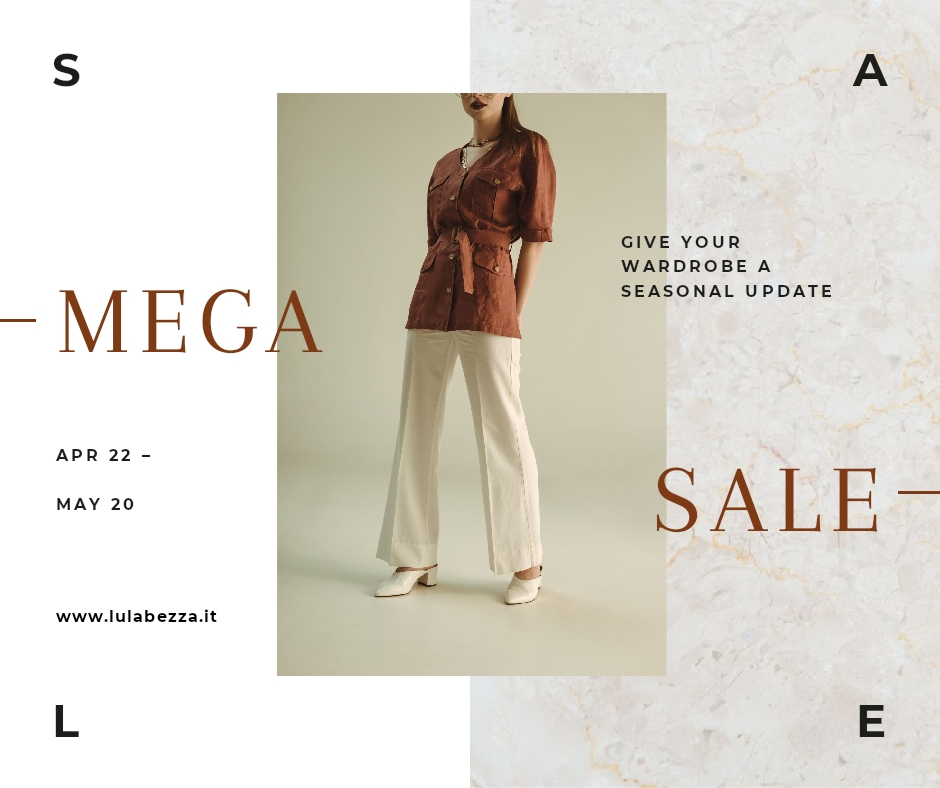 S
A
GIVE YOUR
WARDROBE A
SEASONAL UPDATE
MEGA
APR 22 –
MAY 20
SALE
www.lulabezza.it
L
E